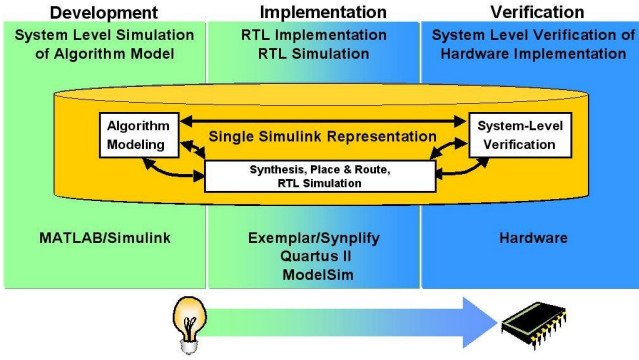 Development
Implementation
Verification
System Level Simulation
of Algorithm Model
RTL Implementation
RTL Simulation
System Level Verification of
Hardware Implementation
Algorithm
Modeling
Single Simulink Representation
System-Level
Verification
Synthesis, Place & Route,
RTL Simulation
MATLAB/Simulink
Exemplar/Synplify
Quartus II
ModelSim
Hardware